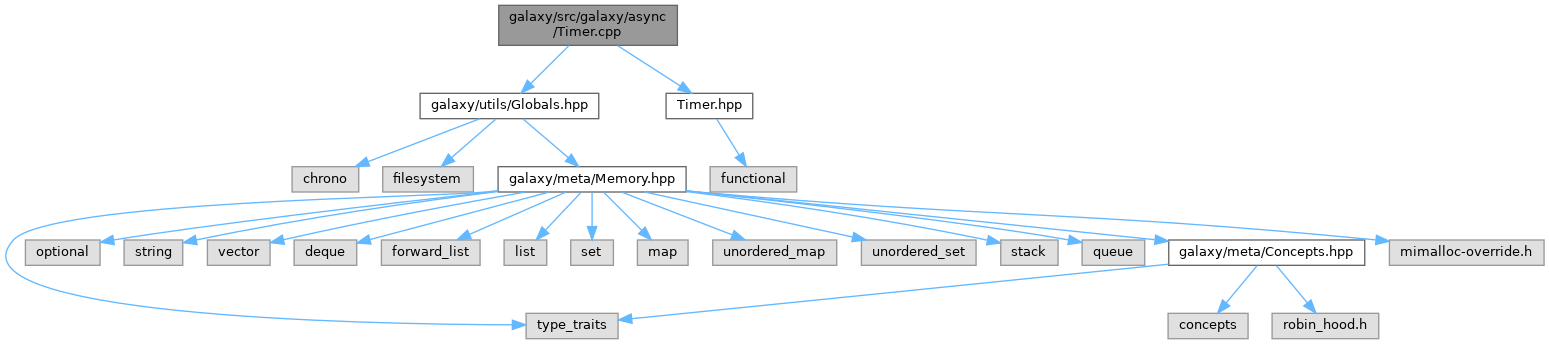 galaxy/src/galaxy/async
/Timer.cpp
galaxy/utils/Globals.hpp
Timer.hpp
chrono
filesystem
galaxy/meta/Memory.hpp
functional
optional
string
vector
deque
forward_list
list
set
map
unordered_map
unordered_set
stack
queue
galaxy/meta/Concepts.hpp
mimalloc-override.h
type_traits
concepts
robin_hood.h